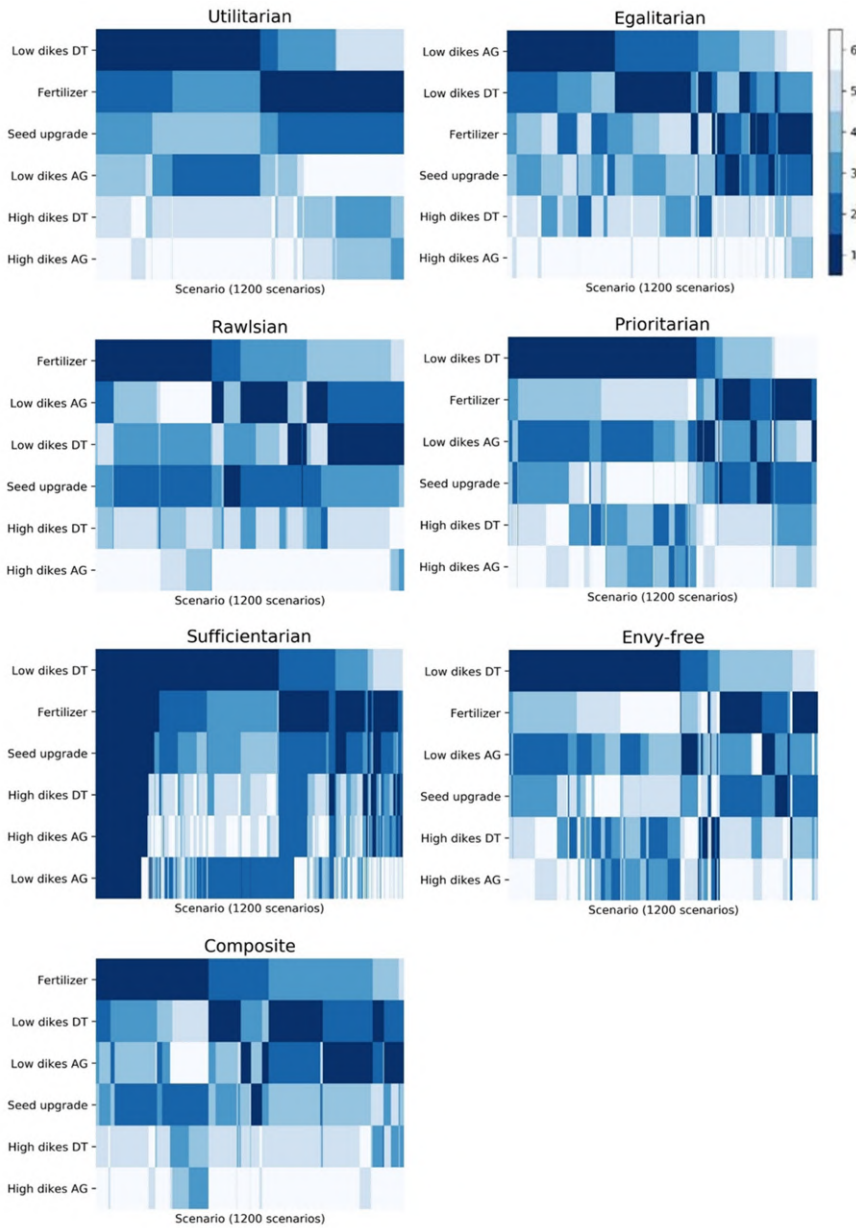 Utilitarian
Low dikes DT
Fertilizer
Seed upgrade
Low dikes AG
High dikes DT
High dikes AG
Scenario (1200 scenarios)
Egalitarian
Low dikes AG
Low dikes DT
Fertilizer
Seed upgrade
High dikes DT
High dikes AG
Scenario (1200 scenarios)
6
5
4
3
2
1
Rawlsian
Fertilizer
Low dikes AG
Low dikes DT
Seed upgrade
High dikes DT
High dikes AG
Scenario (1200 scenarios)
Prioritarian
Low dikes DT
Fertilizer
Low dikes AG
Seed upgrade
High dikes DT
High dikes AG
Scenario (1200 scenarios)
Sufficientarian
Low dikes DT
Fertilizer
Seed upgrade
High dikes DT
High dikes AG
Low dikes AG
Scenario (1200 scenarios)
Envy-free
Low dikes DT
Fertilizer
Low dikes AG
Seed upgrade
High dikes DT
High dikes AG
Scenario (1200 scenarios)
Composite
Fertilizer
Low dikes DT
Low dikes AG
Seed upgrade
High dikes DT
High dikes AG
Scenario (1200 scenarios)